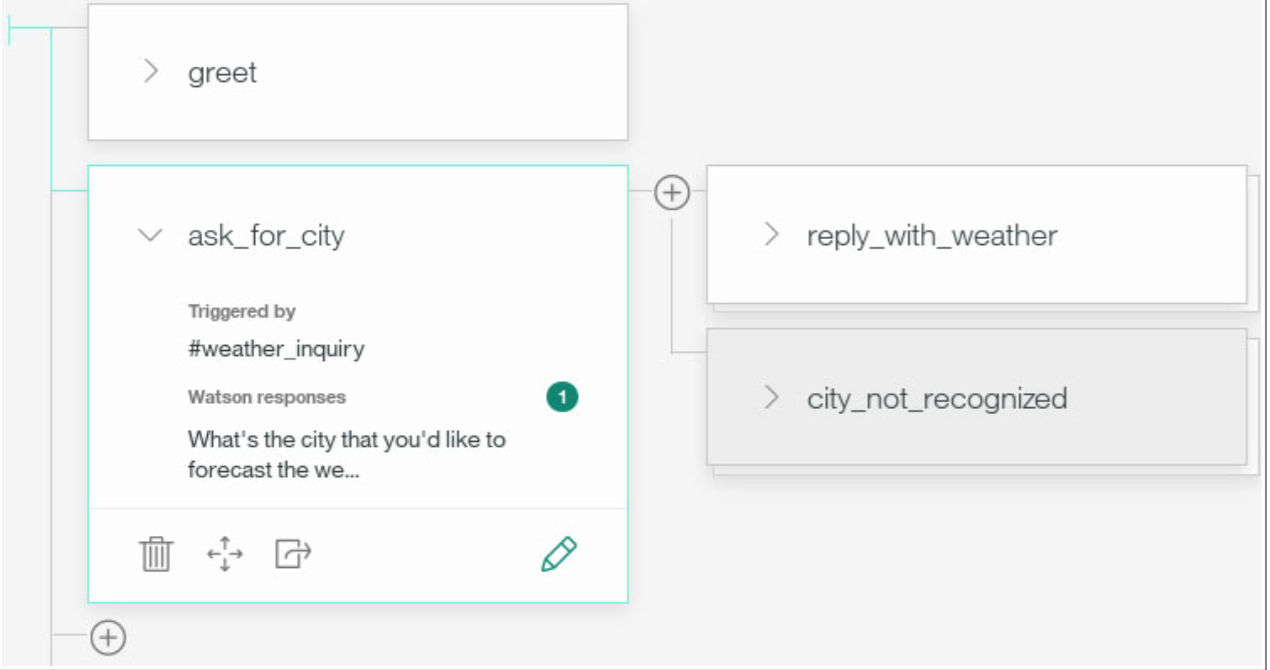 greet
ask_for_city
Triggered by
#weather_inquiry
Watson responses
1
What's the city that you'd like to
forecast the we...
reply_with_weather
city_not_recognized